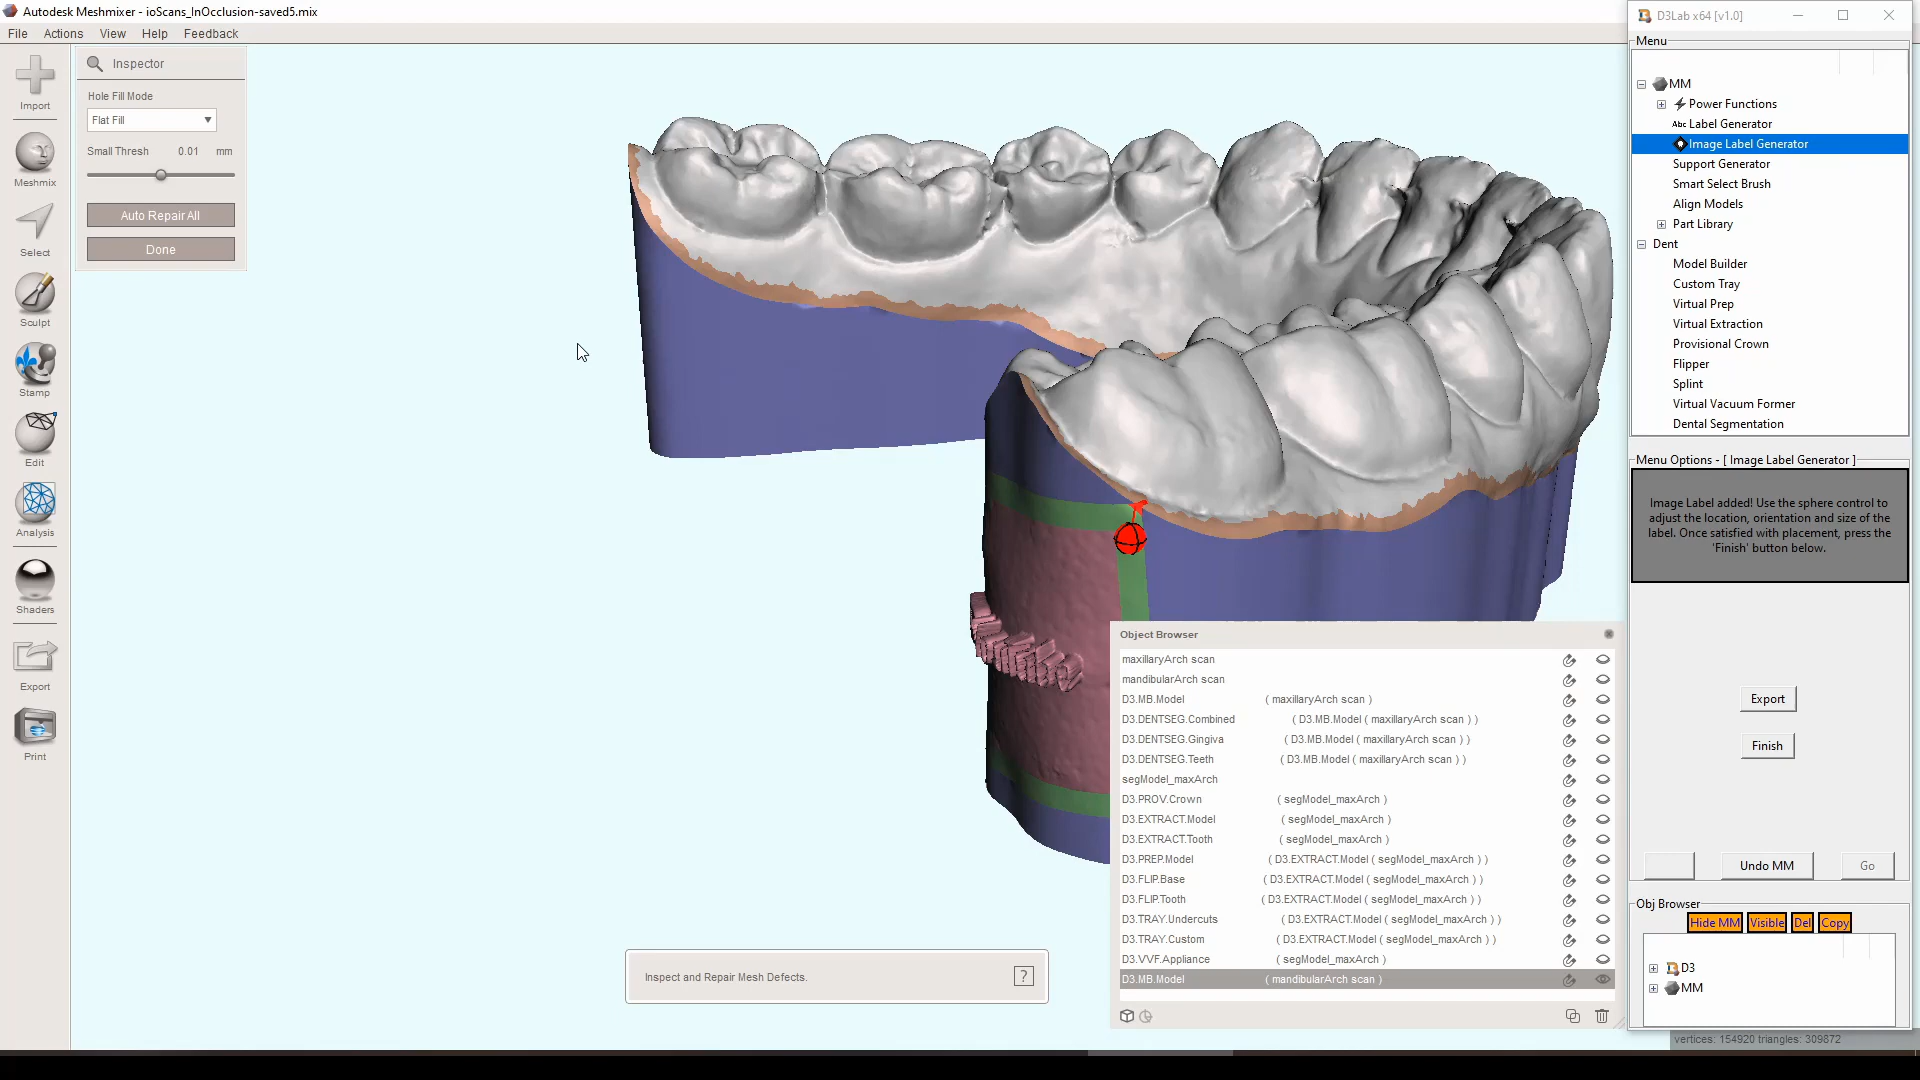 Autodesk Meshmixer - ioScans_InOcclusion-saved5.mix
File Actions View Help Feedback
Import
Meshmix
Select
Sculpt
Stamp
Edit
Analysis
Shaders
Export
Print
Inspector
Hole Fill Mode
Flat Fill
Small Thresh 0.01 mm
Auto Repair All
Done
Inspect and Repair Mesh Defects. ?
Object Browser
maxillaryArch scan
mandibularArch scan
D3.MB.Model ( maxillaryArch scan )
D3.DENTSEG.Combined ( D3.MB.Model ( maxillaryArch scan ) )
D3.DENTSEG.Gingiva ( D3.MB.Model ( maxillaryArch scan ) )
D3.DENTSEG.Teeth ( D3.MB.Model ( maxillaryArch scan ) )
segModel_maxArch
D3.PROV.Crown ( segModel_maxArch )
D3.EXTRACT.Model ( segModel_maxArch )
D3.EXTRACT.Tooth ( segModel_maxArch )
D3.PREP.Model ( D3.EXTRACT.Model ( segModel_maxArch ) )
D3.FLIP.Base ( D3.EXTRACT.Model ( segModel_maxArch ) )
D3.FLIP.Tooth ( D3.EXTRACT.Model ( segModel_maxArch ) )
D3.TRAY.Undercuts ( D3.EXTRACT.Model ( segModel_maxArch ) )
D3.TRAY.Custom ( D3.EXTRACT.Model ( segModel_maxArch ) )
D3.VVF.Appliance ( segModel_maxArch )
D3.MB.Model ( mandibularArch scan )
D3Lab x64 [v1.0]
Menu
MM
Power Functions
Abc Label Generator
Image Label Generator
Support Generator
Smart Select Brush
Align Models
Part Library
Dent
Model Builder
Custom Tray
Virtual Prep
Virtual Extraction
Provisional Crown
Flipper
Splint
Virtual Vacuum Former
Dental Segmentation
Menu Options - [ Image Label Generator ]
Image Label added! Use the sphere control to
adjust the location, orientation and size of the
label. Once satisfied with placement, press the
'Finish' button below.
Export
Finish
Undo MM Go
Obj Browser
Hide MM Visible Del Copy
D3
MM
vertices: 154920 triangles: 309872